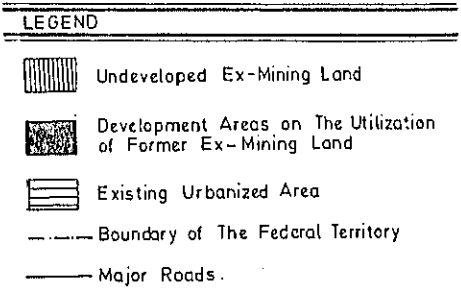 LEGEND
Undeveloped Ex-Mining Land
Development Areas on The Utilization
of Former Ex-Mining Land
Existing Urbanized Area
Boundary of The Federal Territory
Major Roads.